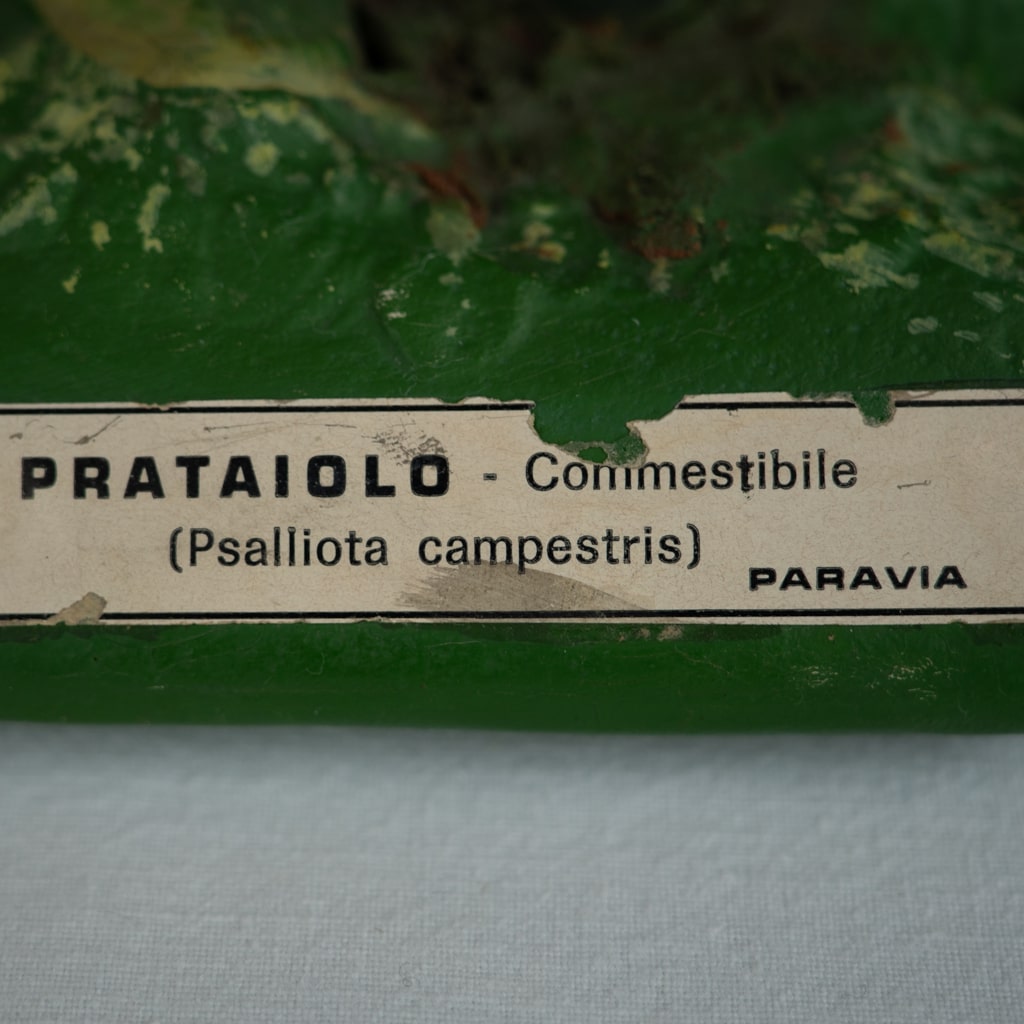 PRATAIOLO - Commestibile
(Psalliota campestris)
PARAVIA